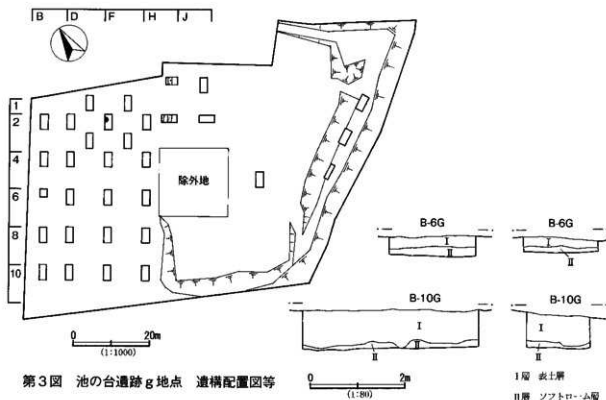 B D F H J
1
2
4
6
8
10
除外地
0 20m
(1:1000)
第3図 池の台遺跡g地点 遺構配置図等
B-6G
I
II
B-6G
I
II
B-10G
I
II
II
B-10G
I
II
0 2m
(1:80)
I層 表土層
II層 ソフトローム層